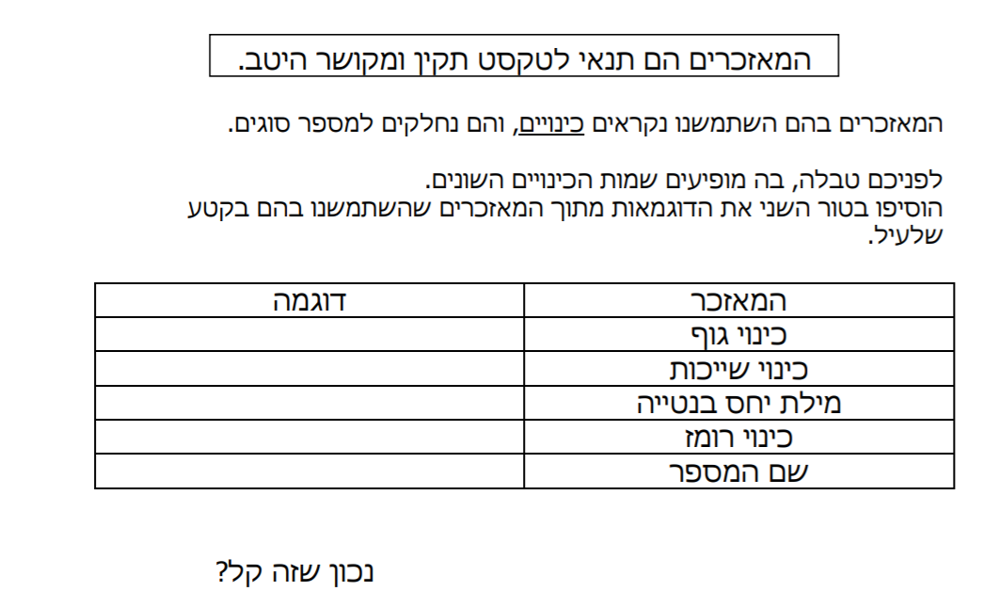 המאזכרים הם תנאי לטקסט תקין ומקושר היטב.
המאזכרים בהם השתמשנו נקראים כינויים, והם נחלקים למספר סוגים.
לפניכם טבלה, בה מופיעים שמות הכינויים השונים.
הוסיפו בטור השני את הדוגמאות מתוך המאזכרים שהשתמשנו בהם בקטע
שלעיל.
המאזכר דוגמה
כינוי גוף
כינוי שייכות
מילת יחס בנטייה
כינוי רומז
שם המספר
נכון שזה קל?